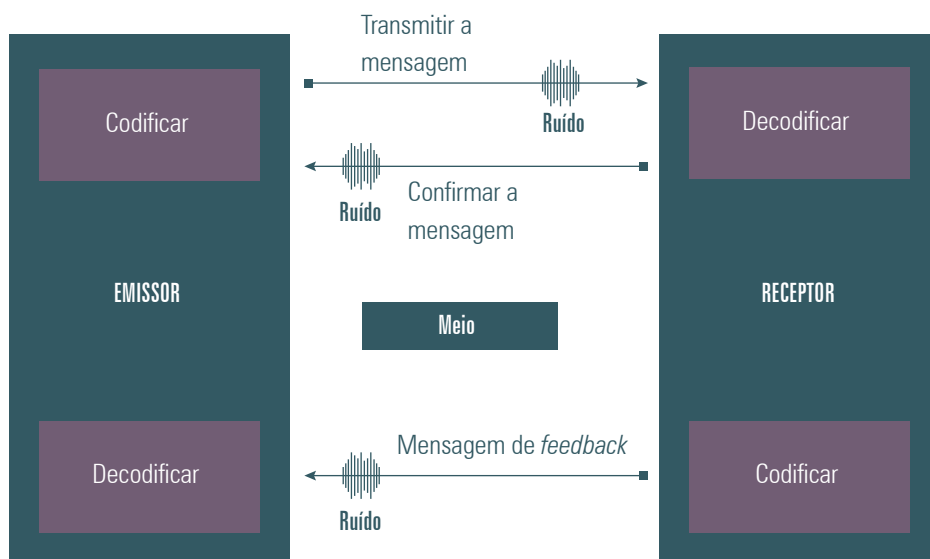 Transmitir a
mensagem
Codificar
Ruído
Decodificar
Ruído
Confirmar a
mensagem
EMISSOR
RECEPTOR
Meio
Mensagem de feedback
Decodificar
Codificar
Ruído